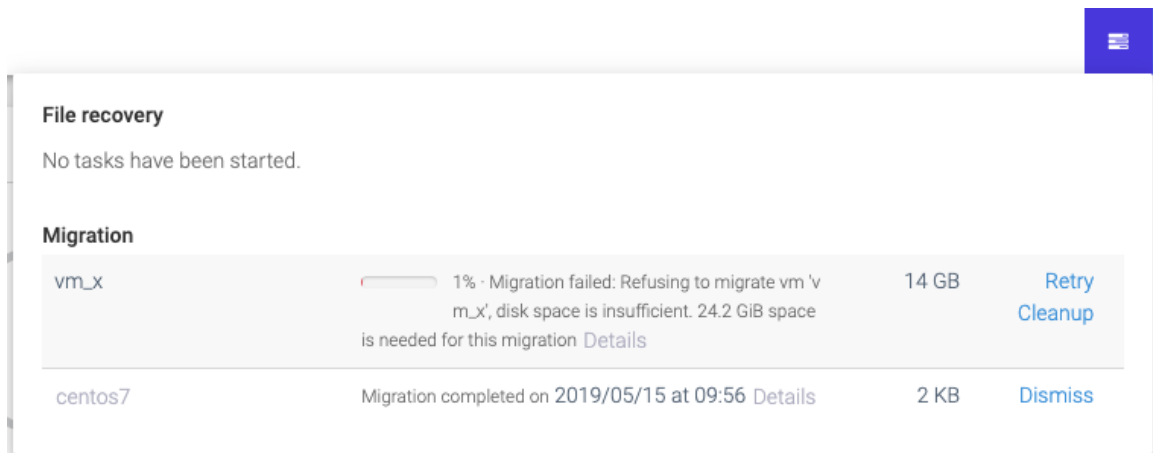 File recovery
No tasks have been started.
Migration
vm_x 1% · Migration failed: Refusing to migrate vm 'v 14 GB Retry
m_x', disk space is insufficient. 24.2 GiB space Cleanup
is needed for this migration Details
centos7 Migration completed on 2019/05/15 at 09:56 Details 2 KB Dismiss